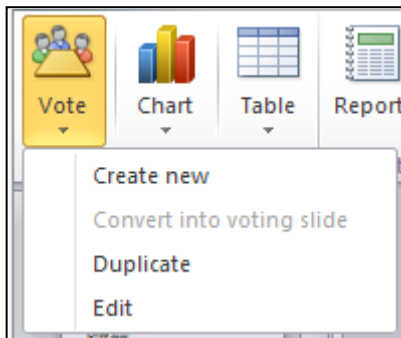 Vote Chart Table Report
Create new
Convert into voting slide
Duplicate
Edit